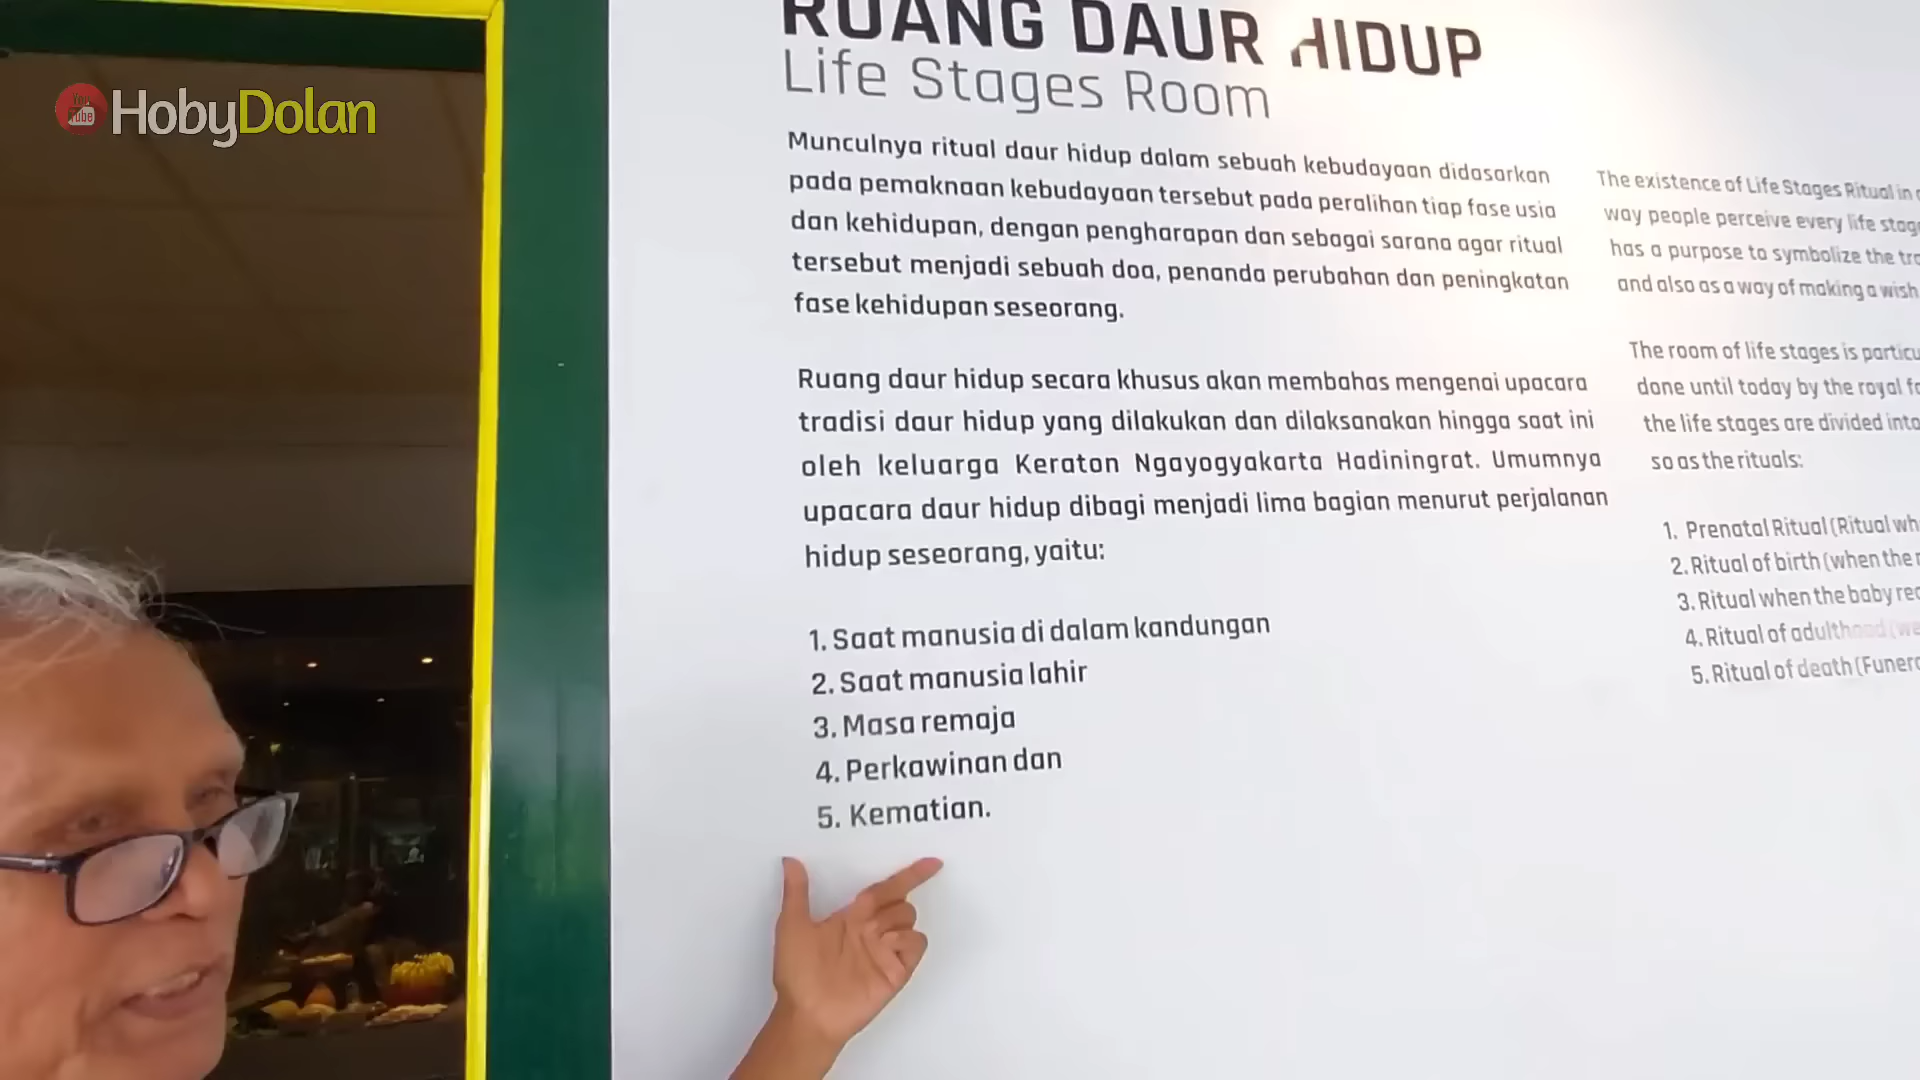 You
Tube
HobyDolan
RUANG DAUR HIDUP
Life Stages Room
Munculnya ritual daur hidup dalam sebuah kebudayaan didasarkan
pada pemaknaan kebudayaan tersebut pada peralihan tiap fase usia
dan kehidupan, dengan pengharapan dan sebagai sarana agar ritual
tersebut menjadi sebuah doa, penanda perubahan dan peningkatan
fase kehidupan seseorang.
Ruang daur hidup secara khusus akan membahas mengenai upacara
tradisi daur hidup yang dilakukan dan dilaksanakan hingga saat ini
oleh keluarga Keraton Ngayogyakarta Hadiningrat. Umumnya
upacara daur hidup dibagi menjadi lima bagian menurut perjalanan
hidup seseorang, yaitu:
1. Saat manusia di dalam kandungan
2. Saat manusia lahir
3. Masa remaja
4. Perkawinan dan
5. Kematian.
The existence of Life Stages Ritual in
way people perceive every life
has a purpose to symbolize the
and also as a way of making a wish
The room of life stages is
done until today by the royal
the life stages are divided into
so as the rituals:
1. Prenatal Ritual (Ritual
2. Ritual of birth (when the
3. Ritual when the baby
4. Ritual of adulthood
5. Ritual of death